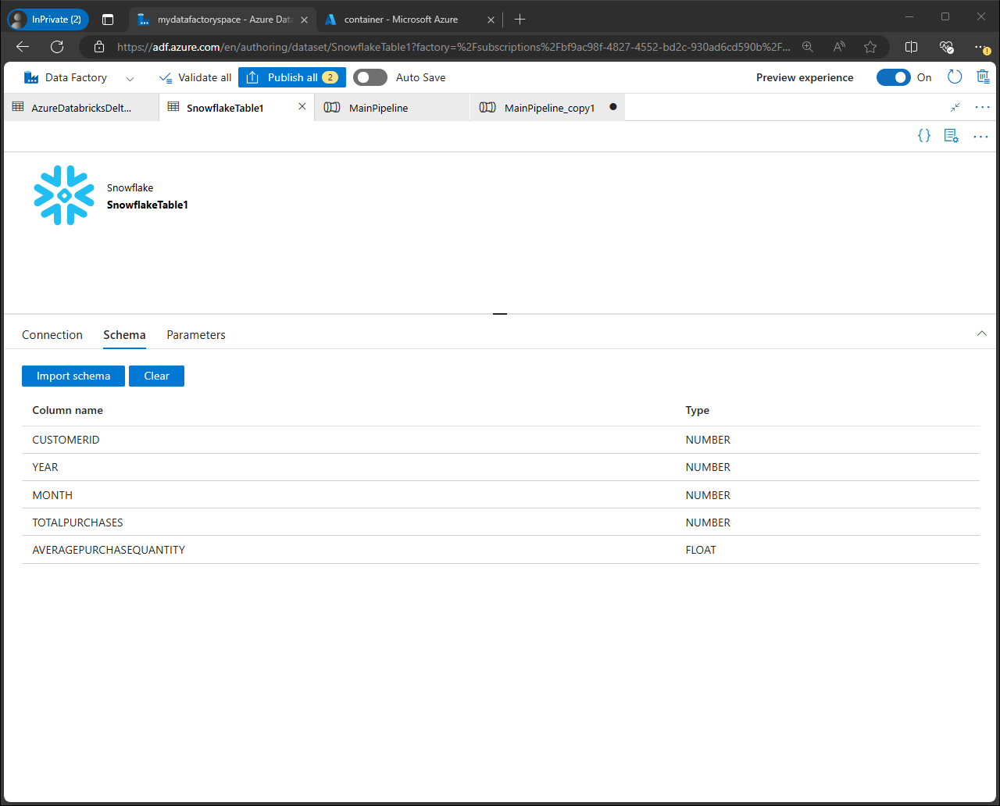 InPrivate (2)
mydatafactoryspace - Azure Data
container - Microsoft Azure
https://adf.azure.com/en/authoring/dataset/SnowflakeTable1?factory=%2Fsubscriptions%2Fbf9ac98f-4827-4552-bd2c-930ad6cd590b%2F...
Data Factory
Validate all
Publish all 2
Auto Save
Preview experience
On
AzureDatabricksDelt...
SnowflakeTable1
MainPipeline
MainPipeline_copy1
Snowflake
SnowflakeTable1
Connection Schema Parameters
Import schema Clear
Column name Type
CUSTOMERID NUMBER
YEAR NUMBER
MONTH NUMBER
TOTALPURCHASES NUMBER
AVERAGEPURCHASEQUANTITY FLOAT